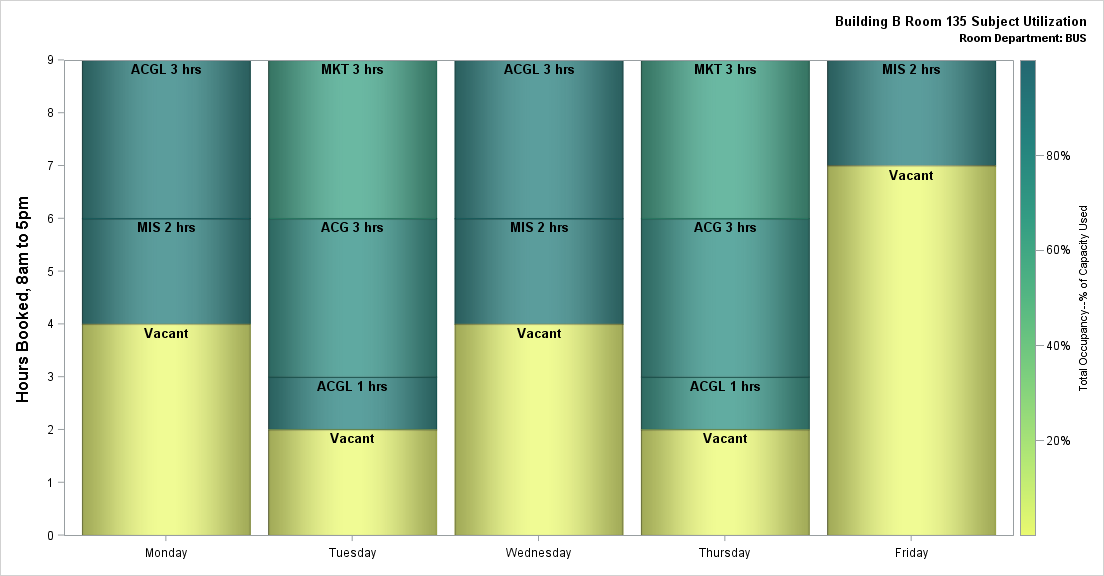 Building B Room 135 Subject Utilization
Room Department: BUS
Hours Booked, 8am to 5pm
9
8
7
6
5
4
3
2
1
0
ACGL 3 hrs
MIS 2 hrs
Vacant
MKT 3 hrs
ACG 3 hrs
ACGL 1 hrs
Vacant
ACGL 3 hrs
MIS 2 hrs
Vacant
MKT 3 hrs
ACG 3 hrs
ACGL 1 hrs
Vacant
MIS 2 hrs
Vacant
Monday
Tuesday
Wednesday
Thursday
Friday
80%
60%
40%
20%
Total Occupancy--% of Capacity Used